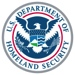 U.S. DEPARTMENT OF
HOMELAND SECURITY